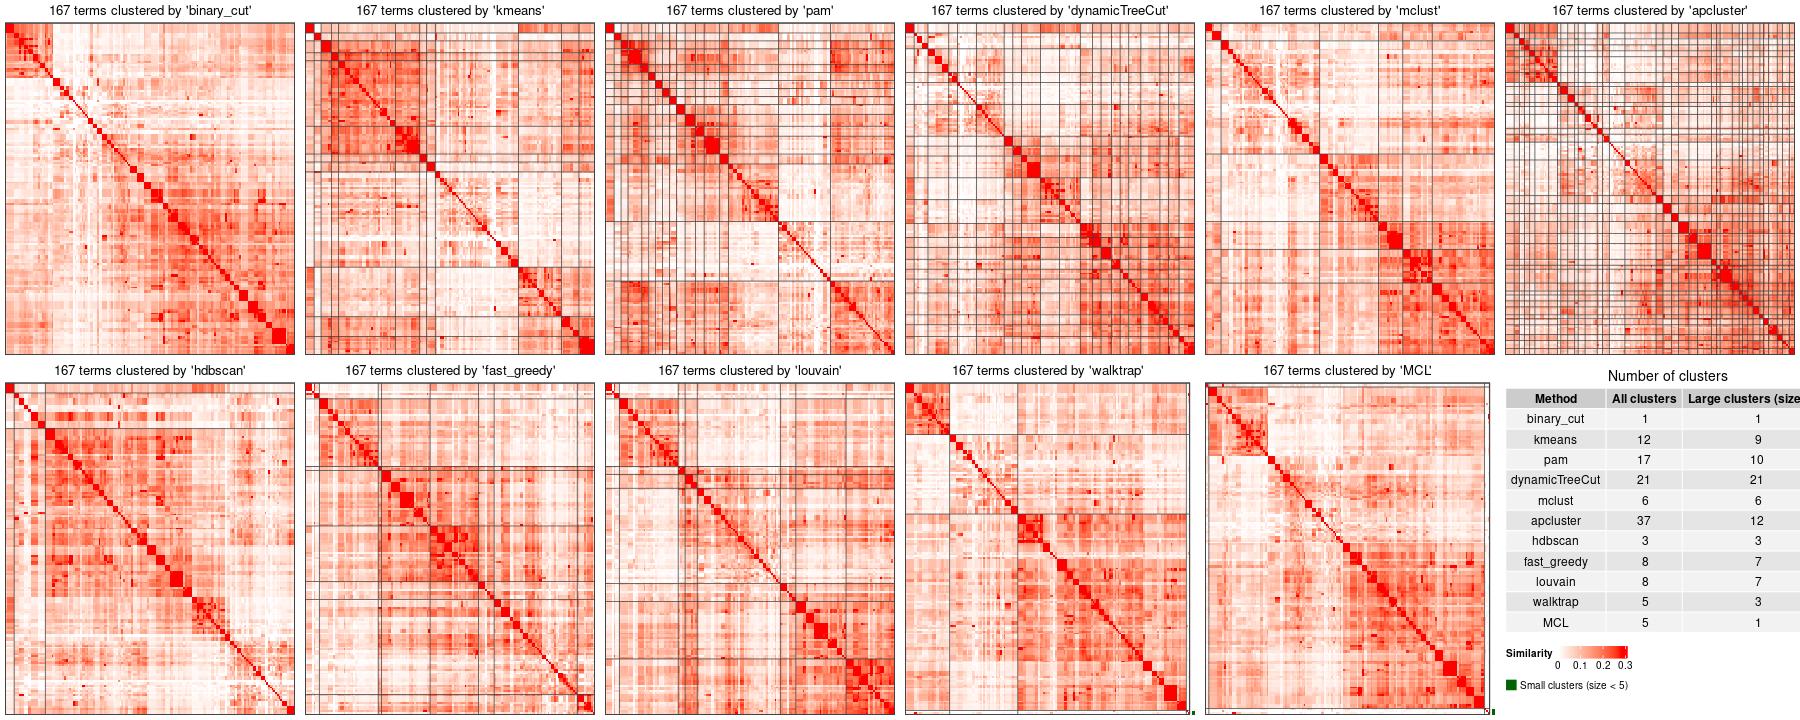 167 terms clustered by 'binary_cut'
167 terms clustered by 'kmeans'
167 terms clustered by 'pam'
167 terms clustered by 'dynamicTreeCut'
167 terms clustered by 'mclust'
167 terms clustered by 'apcluster'
167 terms clustered by 'hdbscan'
167 terms clustered by 'fast_greedy'
167 terms clustered by 'louvain'
167 terms clustered by 'walktrap'
167 terms clustered by 'MCL'
Number of clusters
Method All clusters Large clusters (size
binary_cut 1 1
kmeans 12 9
pam 17 10
dynamicTreeCut 21 21
mclust 6 6
apcluster 37 12
hdbscan 3 3
fast_greedy 8 7
louvain 8 7
walktrap 5 3
MCL 5 1
Similarity
0 0.1 0.2 0.3
Small clusters (size < 5)